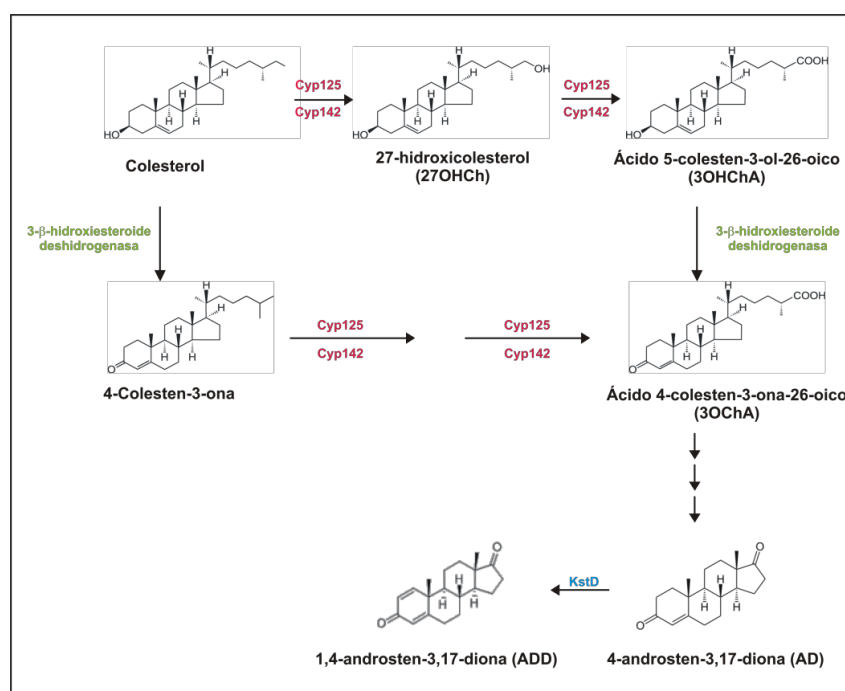 H
H
COOH
Cyp125
OH
Cyp125
H
H
H
H
H
H
Cyp142
H
H
Cyp142
H
H
HO
HO
HO
Colesterol
27-hidroxicolesterol
(27OHCh)
Ácido 5-colesten-3-ol-26-oico
(3OHChA)
3-β-hidroxiesteroide
deshidrogenasa
3-β-hidroxiesteroide
deshidrogenasa
H
H
COOH
H
H
H
Cyp125
Cyp125
H
H
H
Cyp142
Cyp142
O
O
4-Colesten-3-ona
Ácido 4-colesten-3-ona-26-oico
(3OChA)
O
O
H
KstD
H
H
H
H
H
O
O
1,4-androsten-3,17-diona (ADD)
4-androsten-3,17-diona (AD)